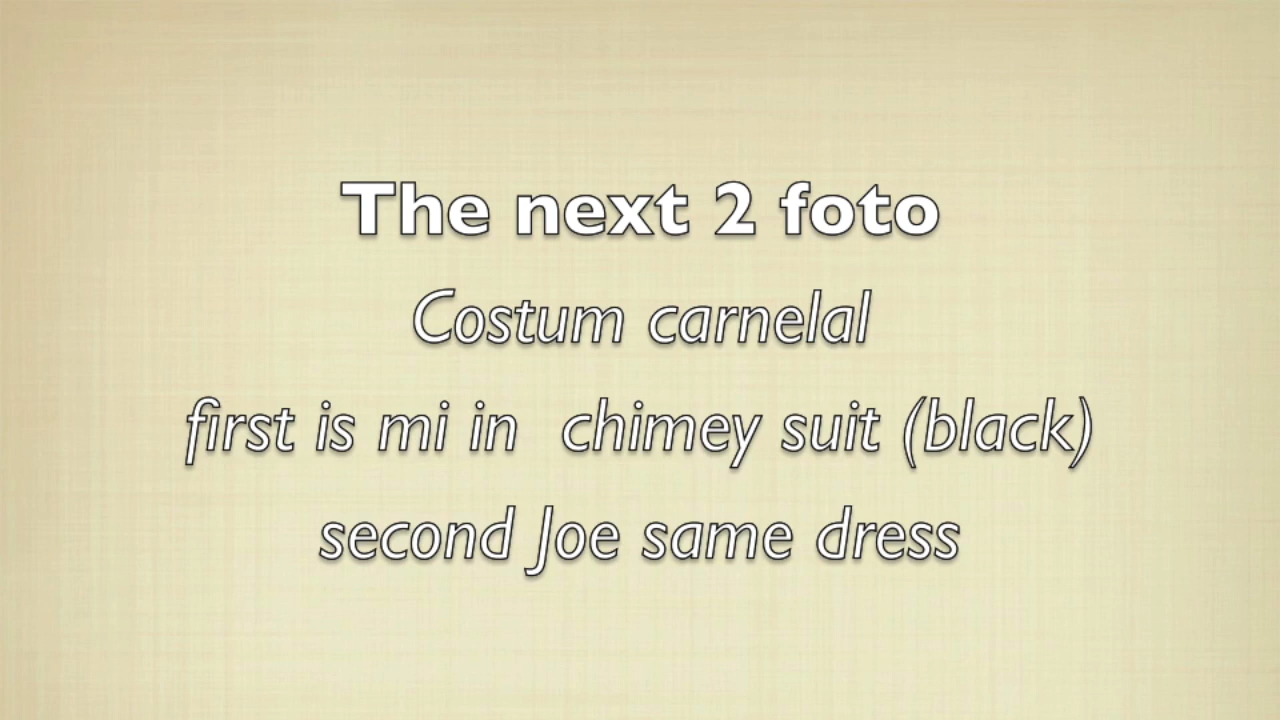 The next 2 foto
Costum carnelal
first is mi in  chimey suit (black)
second Joe same dress